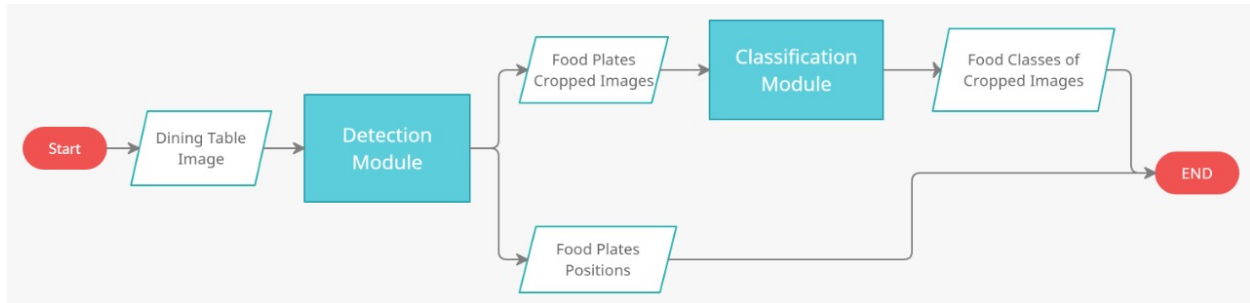 Start
Dining Table
Image
Detection
Module
Food Plates
Cropped Images
Classification
Module
Food Classes of
Cropped Images
Food Plates
Positions
END